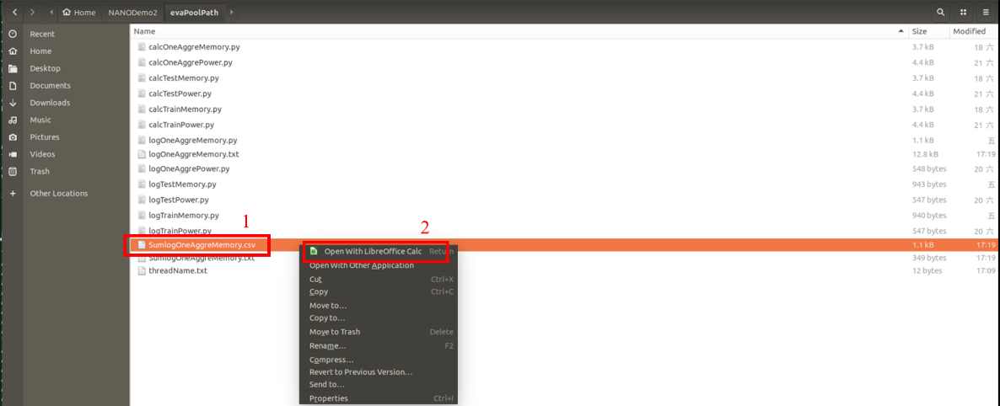 Home NANODemo2 evaPoolPath
Recent
Home
Desktop
Documents
Downloads
Music
Pictures
Videos
Trash
Other Locations
Name Size Modified
calcOneAggreMemory.py 3.7 kB 18 六
calcOneAggrePower.py 4.4 kB 21 六
calcTestMemory.py 3.7 kB 18 六
calcTestPower.py 4.4 kB 21 六
calcTrainMemory.py 3.7 kB 18 六
calcTrainPower.py 4.4 kB 21 六
logOneAggreMemory.py 1.1 kB 五
logOneAggreMemory.txt 12.8 kB 17:19
logOneAggrePower.py 548 bytes 20 六
logTestMemory.py 943 bytes 五
logTestPower.py 547 bytes 20 六
logTrainMemory.py 940 bytes 五
logTrainPower.py 547 bytes 20 六
1
SumlogOneAggreMemory.csv 1.1 kB 17:19
SumlogOneAggreMemory.txt 349 bytes 17:19
threadName.txt 12 bytes 17:09
2
Open With LibreOffice Calc Return
Open With Other Application
Cut Ctrl+X
Copy Ctrl+C
Move to…
Copy to…
Move to Trash Delete
Rename… F2
Compress…
Revert to Previous Version…
Send to…
Properties Ctrl+I